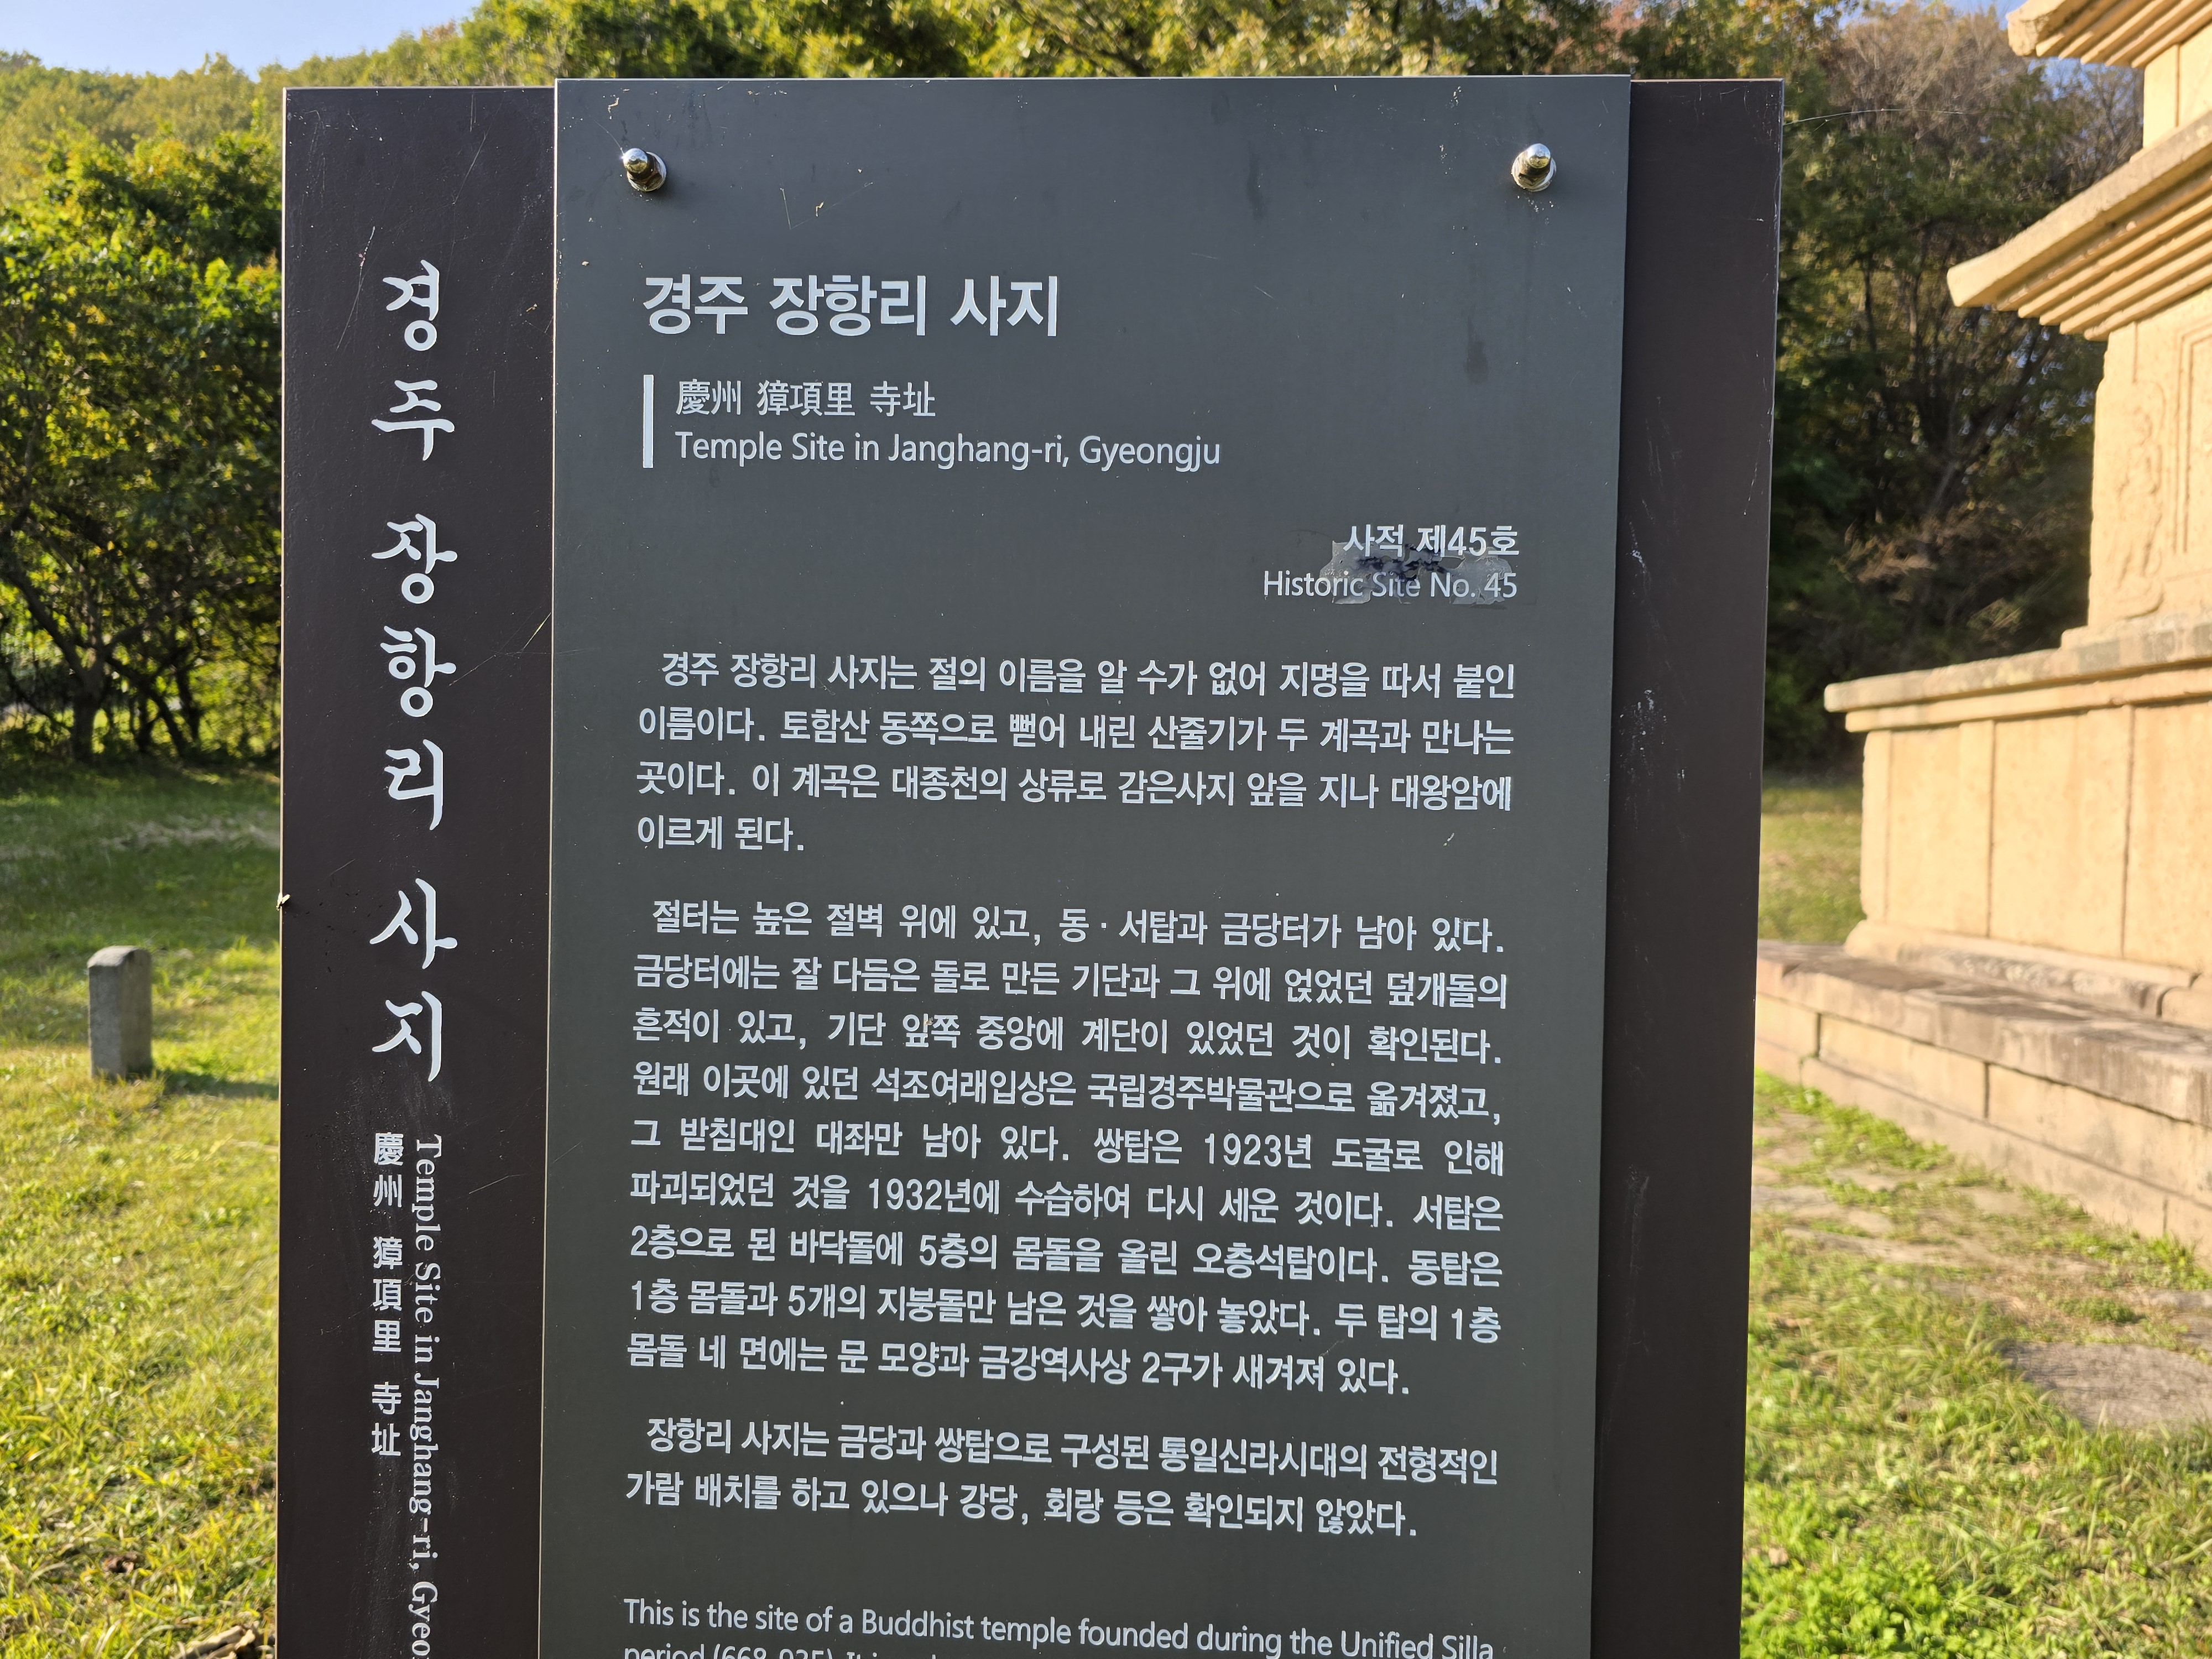 경주 장항리 사지
慶州 獐項里 寺址
Temple Site in Janghang-ri, Gyeo
경주 장항리 사지
慶州 獐項里 寺址
Temple Site in Janghang-ri, Gyeongju
사적 제45호
Historic Site No. 45
경주 장항리 사지는 절의 이름을 알 수가 없어 지명을 따서 붙인
이름이다. 토함산 동쪽으로 뻗어 내린 산줄기가 두 계곡과 만나는
곳이다. 이 계곡은 대종천의 상류로 감은사지 앞을 지나 대왕암에
이르게 된다.
절터는 높은 절벽 위에 있고, 동 · 서탑과 금당터가 남아 있다.
금당터에는 잘 다듬은 돌로 만든 기단과 그 위에 얹었던 덮개돌의
흔적이 있고, 기단 앞쪽 중앙에 계단이 있었던 것이 확인된다.
원래 이곳에 있던 석조여래입상은 국립경주박물관으로 옮겨졌고,
그 받침대인 대좌만 남아 있다. 쌍탑은 1923년 도굴로 인해
파괴되었던 것을 1932년에 수습하여 다시 세운 것이다. 서탑은
2층으로 된 바닥돌에 5층의 몸돌을 올린 오층석탑이다. 동탑은
1층 몸돌과 5개의 지붕돌만 남은 것을 쌓아 놓았다. 두 탑의 1층
몸돌 네 면에는 문 모양과 금강역사상 2구가 새겨져 있다.
장항리 사지는 금당과 쌍탑으로 구성된 통일신라시대의 전형적인
가람 배치를 하고 있으나 강당, 회랑 등은 확인되지 않았다.
This is the site of a Buddhist temple founded during the Unified Silla
period (668-935). It is